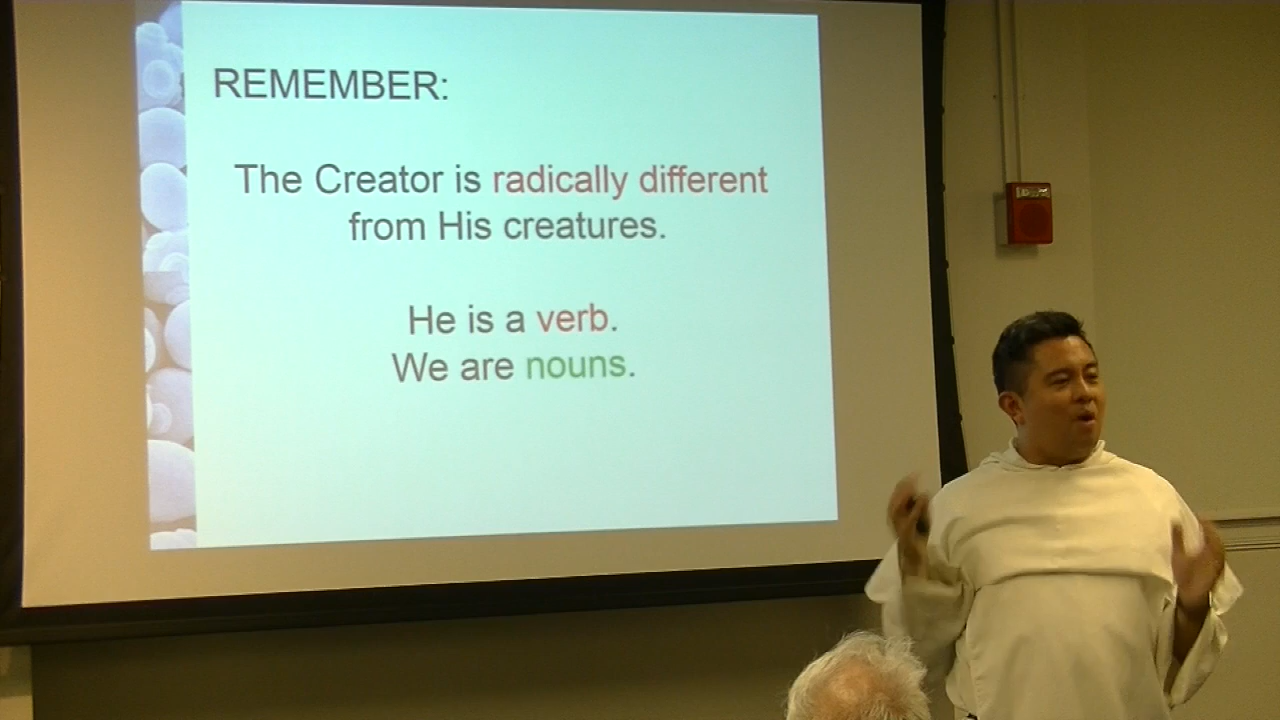 REMEMBER:
The Creator is radically different
from His creatures.
He is a verb.
We are nouns.